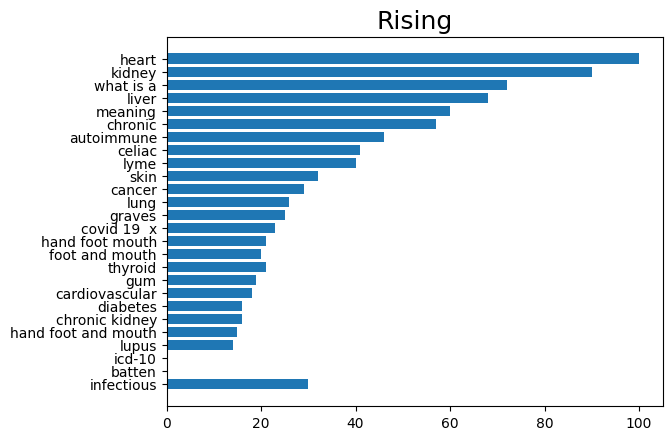 Rising
heart
kidney
what is a
liver
meaning
chronic
autoimmune
celiac
lyme
skin
cancer
lung
graves
covid 19  x
hand foot mouth
foot and mouth
thyroid
gum
cardiovascular
diabetes
chronic kidney
hand foot and mouth
lupus
icd-10
batten
infectious
0 20 40 60 80 100